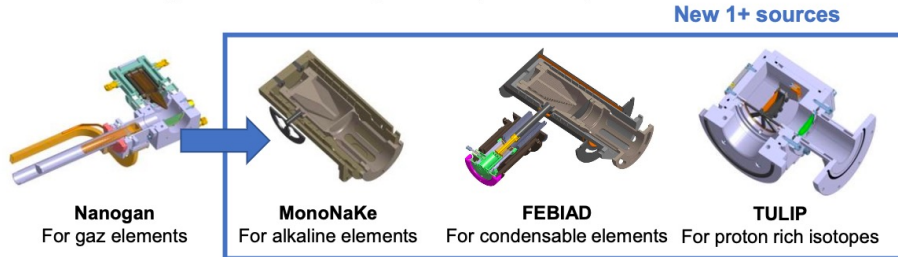 New 1+ sources
Nanogan
For gaz elements
MonoNaKe
For alkaline elements
FEBIAD
For condensable elements
TULIP
For proton rich isotopes